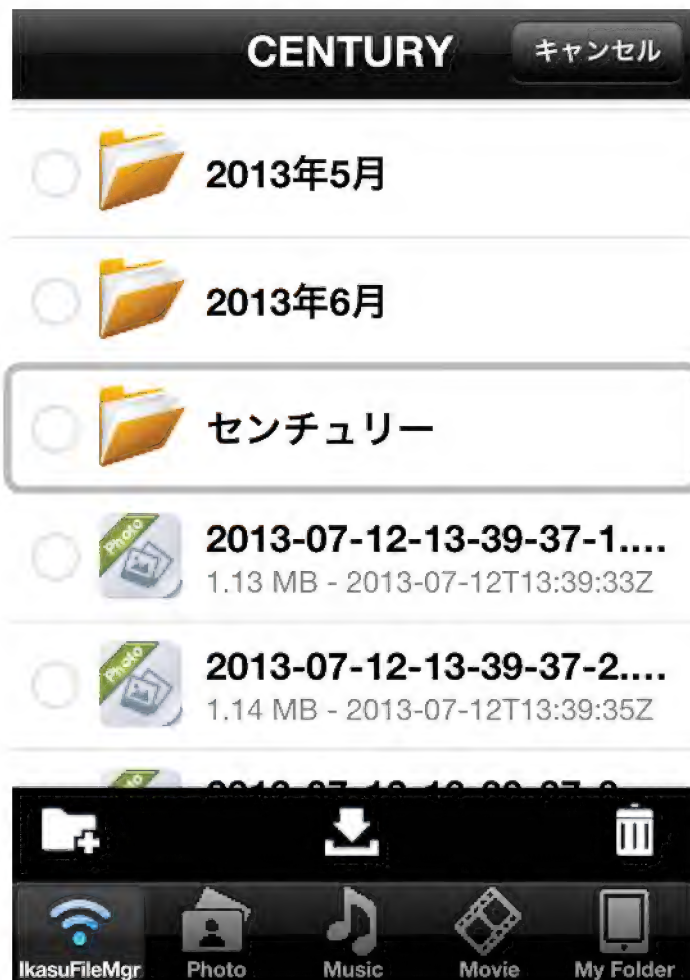 CENTURY
キャンセル
2013年5月
2013年6月
センチュリー
Photo
2013-07-12-13-39-37-1....
1.13 MB - 2013-07-12T13:39:33Z
Photo
2013-07-12-13-39-37-2....
1.14 MB - 2013-07-12T13:39:35Z
IkasuFileMgr
Photo
Music
Movie
My Folder